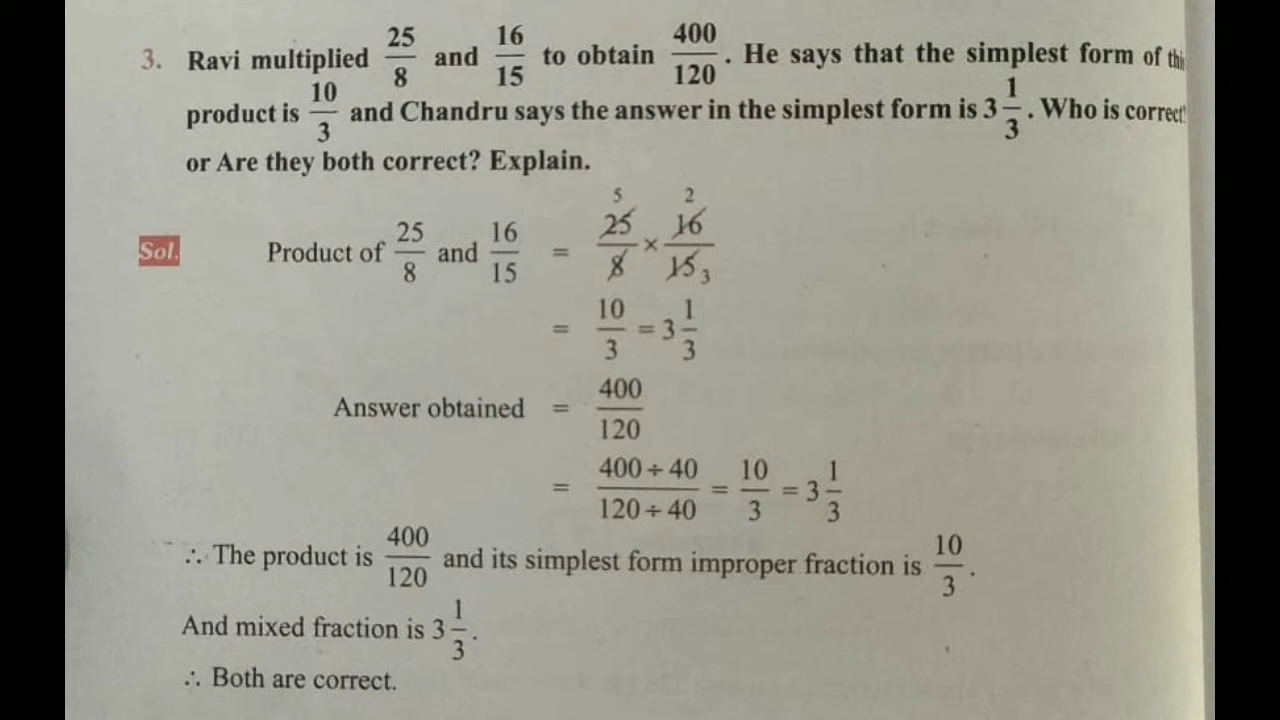 3. Ravi multiplied 25/8 and 16/15 to obtain 400/120. He says that the simplest form of this
product is 10/3 and Chandru says the answer in the simplest form is 3 1/3. Who is correct?
or Are they both correct? Explain.
Sol. Product of 25/8 and 16/15 = 25/8 × 16/15 5 2 3
= 10/3 = 3 1/3
Answer obtained = 400/120
= 400 ÷ 40/120 ÷ 40 = 10/3 = 3 1/3
∴ The product is 400/120 and its simplest form improper fraction is 10/3.
And mixed fraction is 3 1/3.
∴ Both are correct.